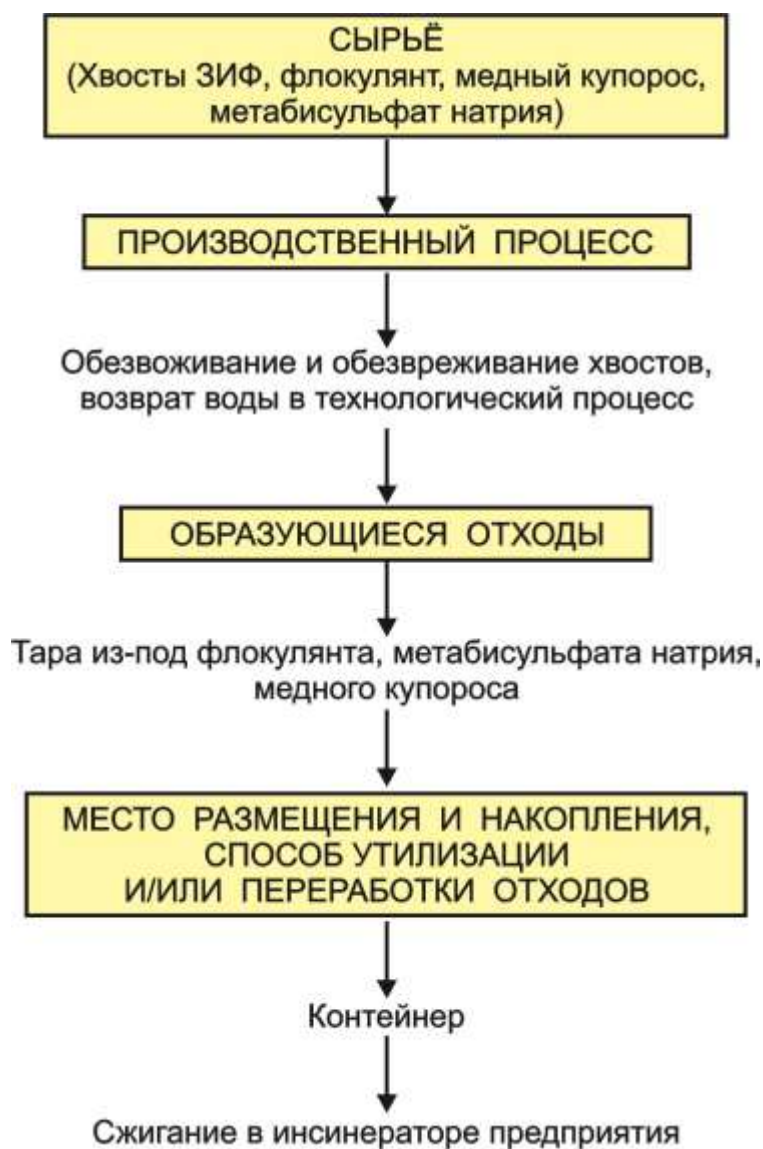 СЫРЬЁ
(Хвосты ЗИФ, флокулянт, медный купорос,
метабисульфат натрия)
ПРОИЗВОДСТВЕННЫЙ ПРОЦЕСС
Обезвоживание и обезвреживание хвостов,
возврат воды в технологический процесс
ОБРАЗУЮЩИЕСЯ ОТХОДЫ
Тара из-под флокулянта, метабисульфата натрия,
медного купороса
МЕСТО РАЗМЕЩЕНИЯ И НАКОПЛЕНИЯ,
СПОСОБ УТИЛИЗАЦИИ
И/ИЛИ ПЕРЕРАБОТКИ ОТХОДОВ
Контейнер
Сжигание в инсинераторе предприятия